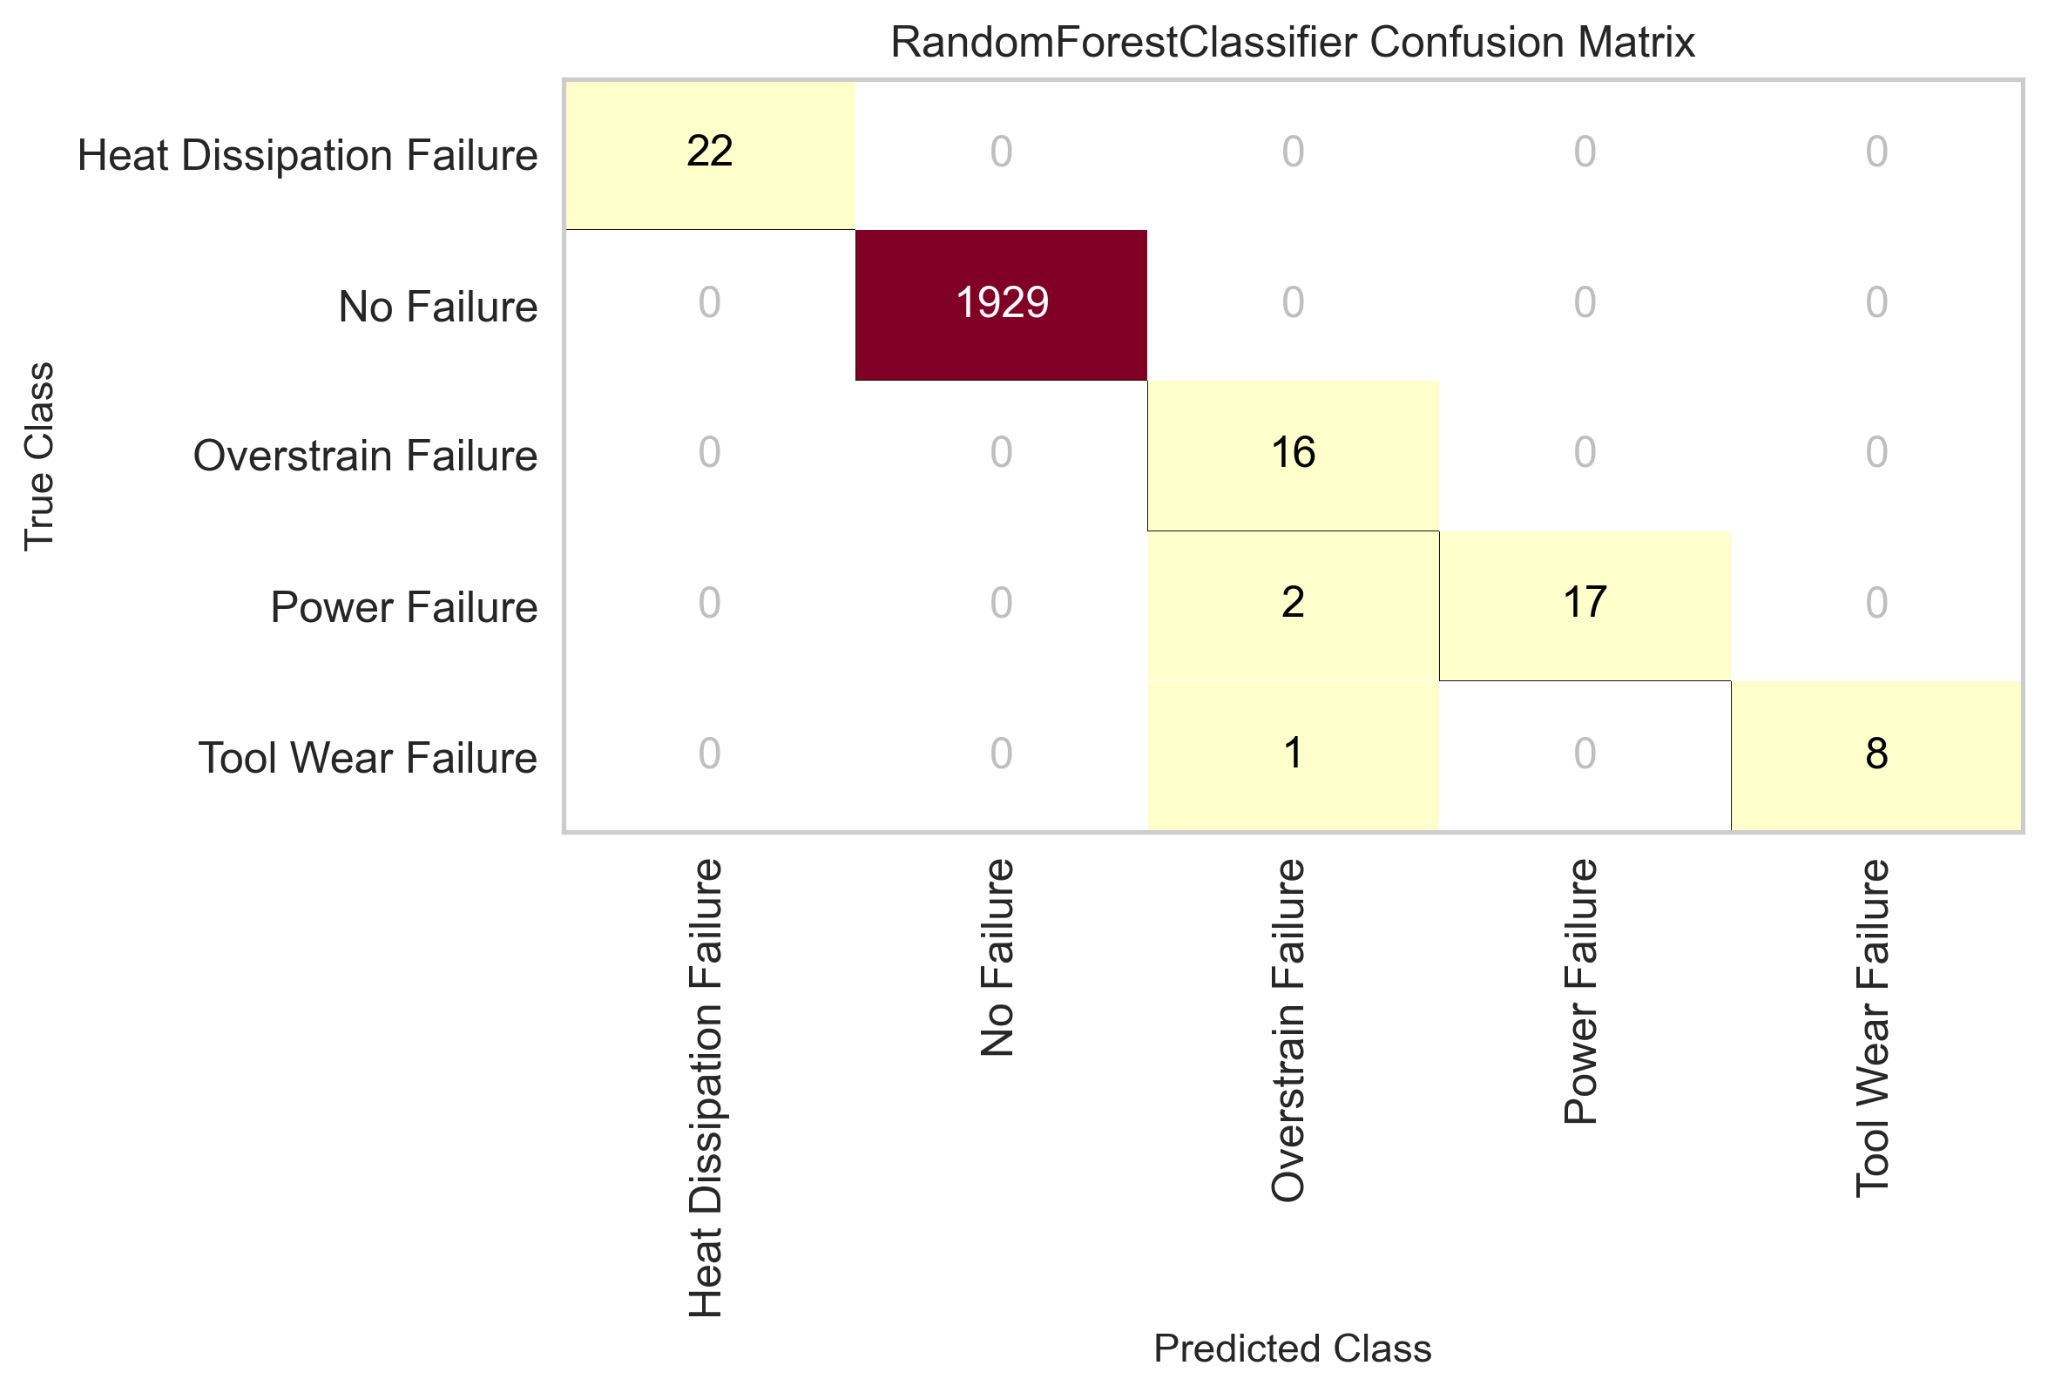 RandomForestClassifier Confusion Matrix
True Class
Heat Dissipation Failure 22 0 0 0 0
No Failure 0 1929 0 0 0
Overstrain Failure 0 0 16 0 0
Power Failure 0 0 2 17 0
Tool Wear Failure 0 0 1 0 8
Heat Dissipation Failure
No Failure
Overstrain Failure
Power Failure
Tool Wear Failure
Predicted Class